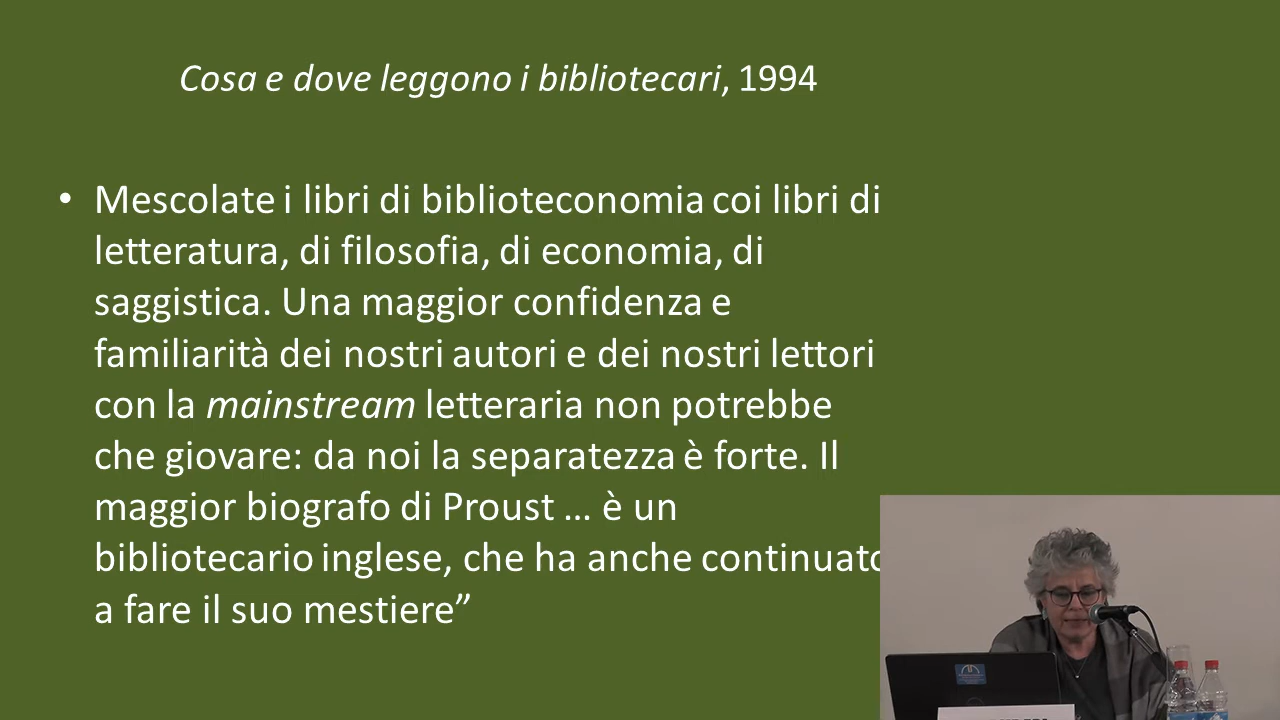 Cosa e dove leggono i bibliotecari, 1994
• Mescolate i libri di biblioteconomia coi libri di
letteratura, di filosofia, di economia, di
saggistica. Una maggior confidenza e
familiarità dei nostri autori e dei nostri lettori
con la mainstream letteraria non potrebbe
che giovare: da noi la separatezza è forte. Il
maggior biografo di Proust ... è un
bibliotecario inglese, che ha anche continuato
a fare il suo mestiere”